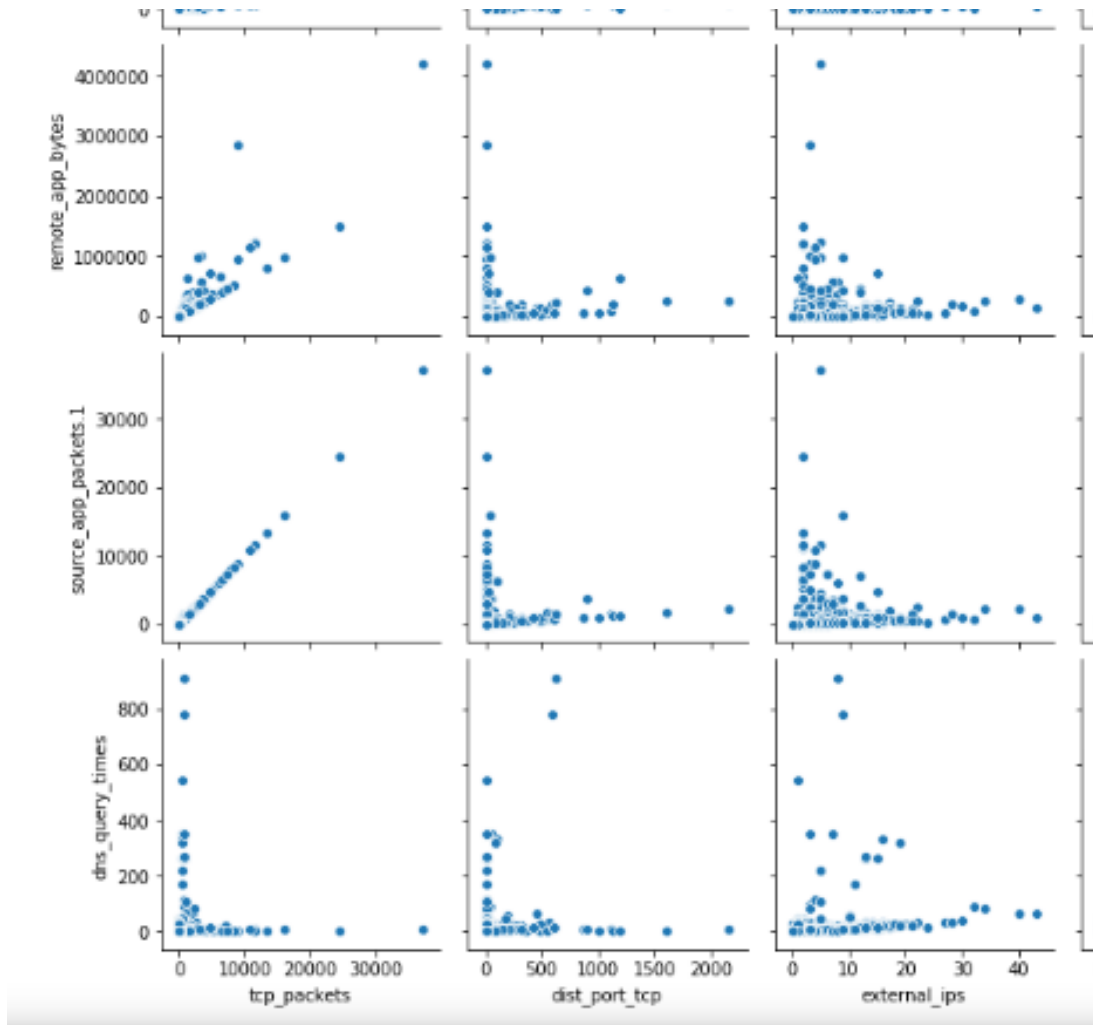 0
4000000
3000000
2000000
1000000
0
remote_app_bytes
30000
20000
10000
0
source_app_packets.1
800
600
400
200
0
dns_query_times
0 10000 20000 30000
tcp_packets
0 500 1000 1500 2000
dist_port_tcp
0 10 20 30 40
external_ips